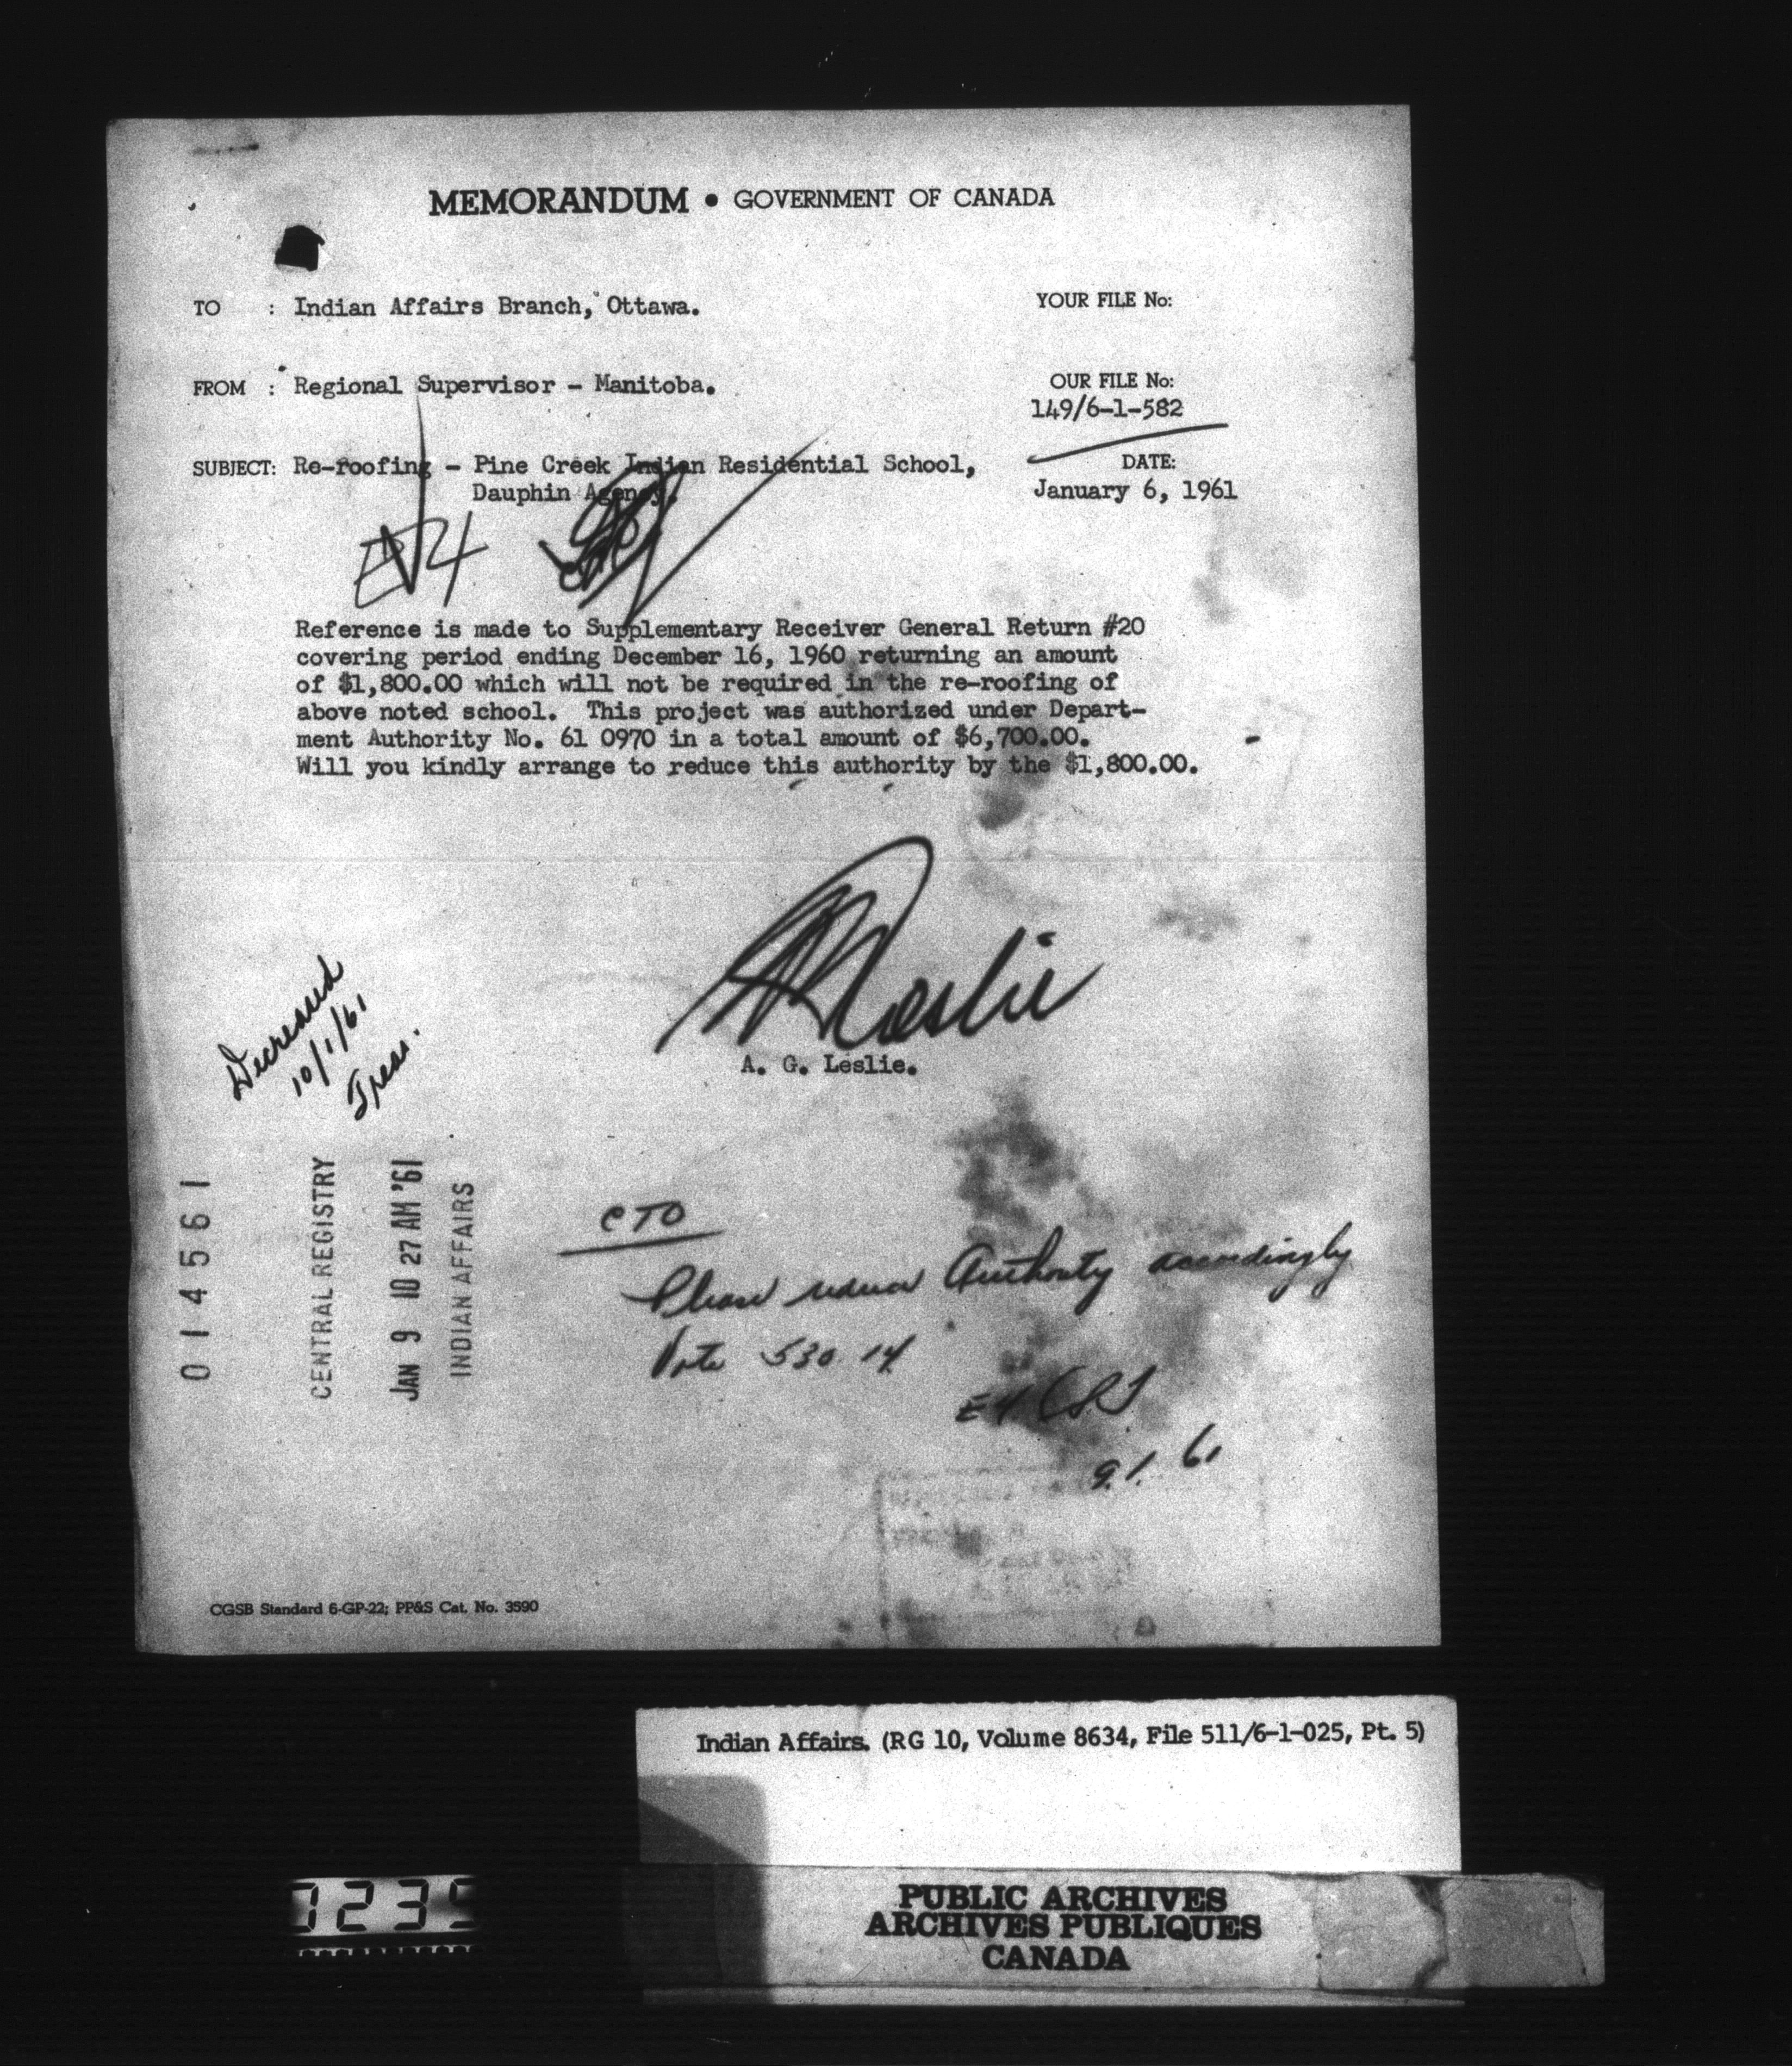 MEMORANDUM • GOVERNMENT OF CANADA
TO : Indian Affairs Branch, Ottawa.
YOUR FILE No:
FROM : Regional Supervisor - Manitoba.
OUR FILE No:
149/6-1-582
SUBJECT: Re-roofing - Pine Creek Indian Residential School,
Dauphin Agency.
DATE:
January 6, 1961
E4
Reference is made to Supplementary Receiver General Return #20
covering period ending December 16, 1960 returning an amount
of $1,800.00 which will not be required in the re-roofing of
above noted school. This project was authorized under Depart-
ment Authority No. 61 0970 in a total amount of $6,700.00.
Will you kindly arrange to reduce this authority by the $1,800.00.
A. G. Leslie.
Decreased
10/1/61
014561
CENTRAL REGISTRY
JAN 9 10 27 AM '61
INDIAN AFFAIRS
CTO
Please reduce Authority accordingly
Vote 530 14
E4
9.1.61
CGSB Standard 6-GP-22; PP&S Cat. No. 3590
Indian Affairs. (RG 10, Volume 8634, File 511/6-1-025, Pt. 5)
PUBLIC ARCHIVES
ARCHIVES PUBLIQUES
CANADA